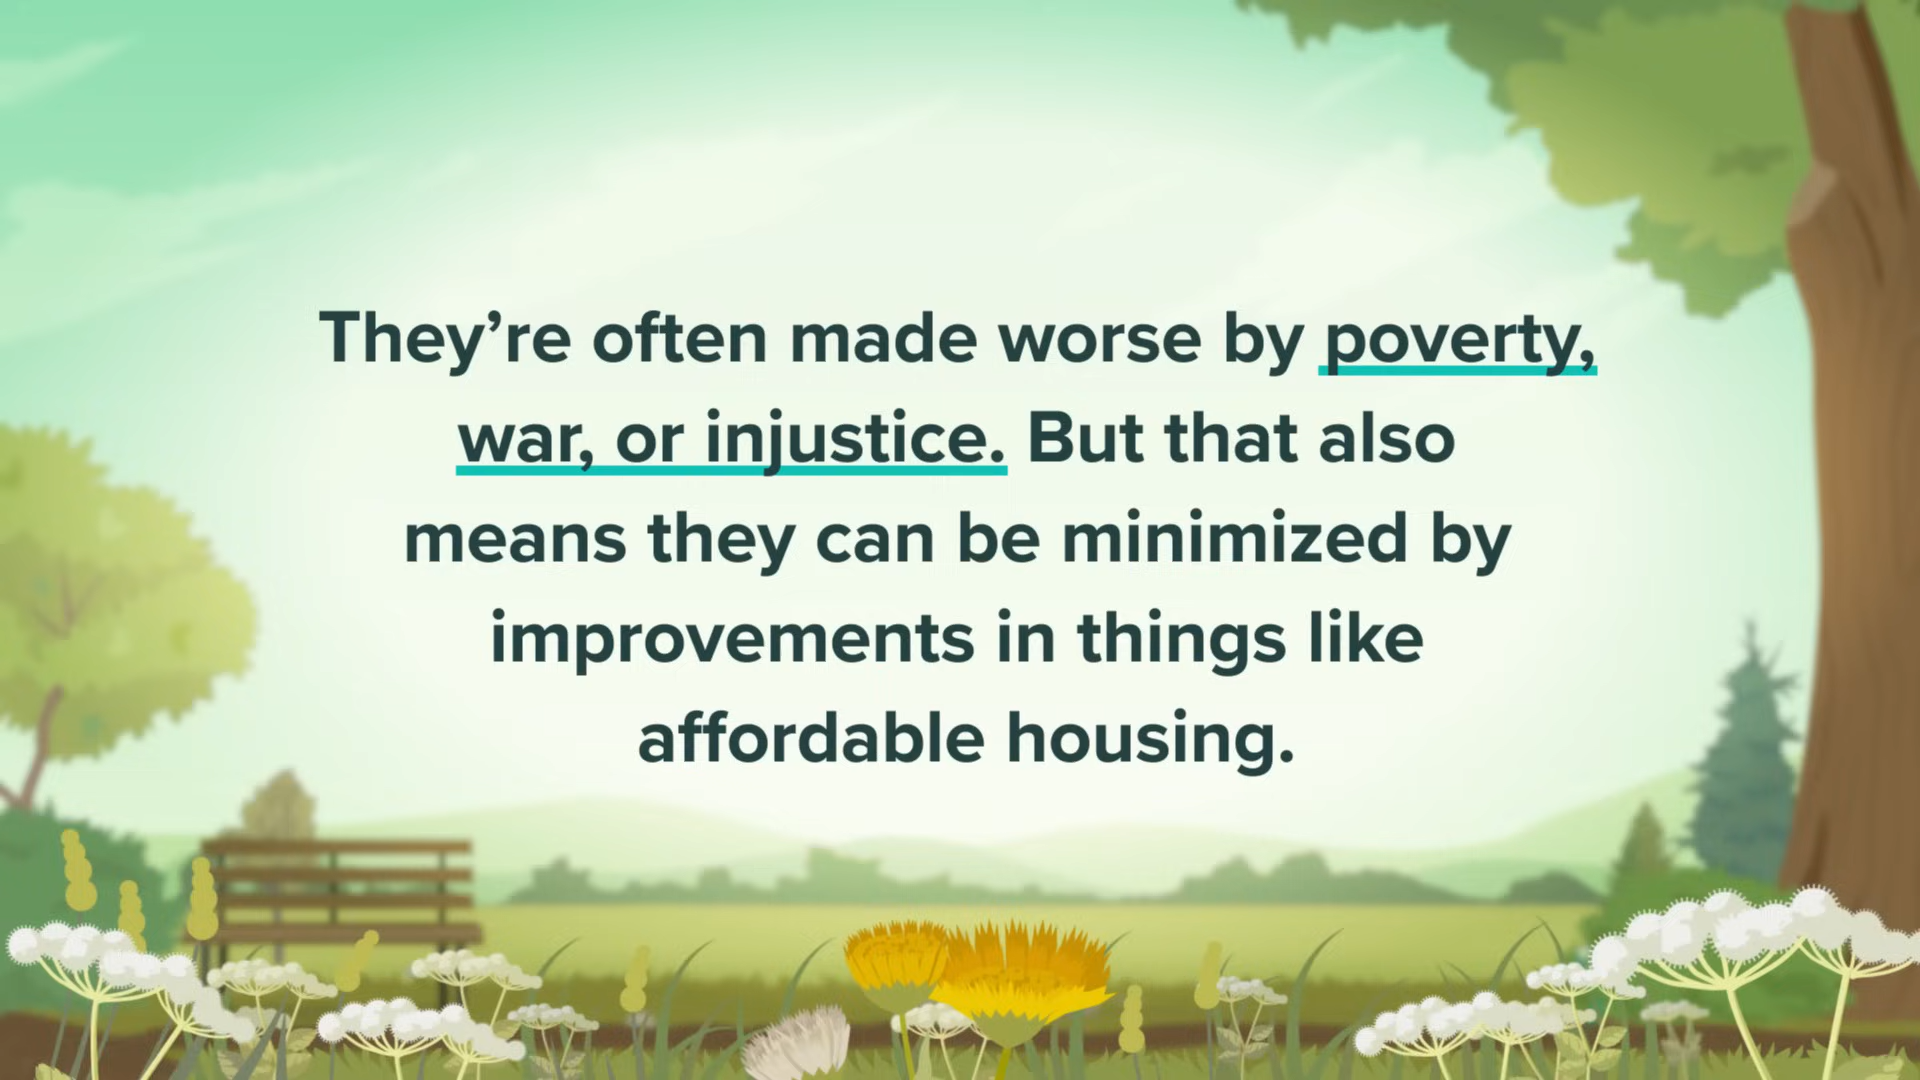 They’re often made worse by poverty,
war, or injustice. But that also
means they can be minimized by
improvements in things like
affordable housing.